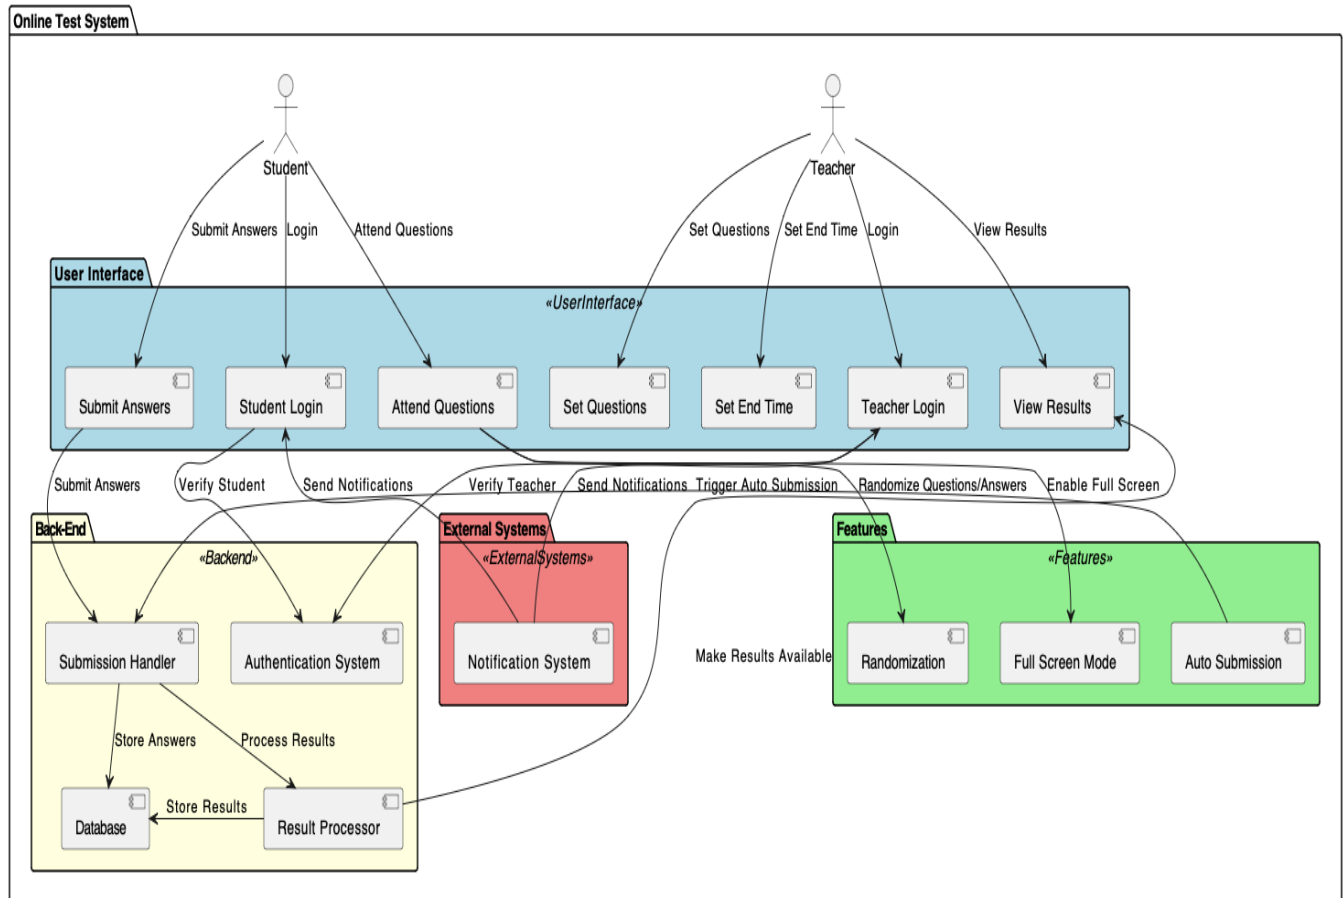 Online Test System
Student
Teacher
Submit Answers
Login
Attend Questions
Set Questions
Set End Time
Login
View Results
User Interface
«UserInterface»
Submit Answers
Student Login
Attend Questions
Set Questions
Set End Time
Teacher Login
View Results
Submit Answers
Verify Student
Send Notifications
Verify Teacher
Send Notifications
Trigger Auto Submission
Randomize Questions/Answers
Enable Full Screen
Back-End
«Backend»
External Systems
«ExternalSystems»
Features
«Features»
Submission Handler
Authentication System
Notification System
Make Results Available
Randomization
Full Screen Mode
Auto Submission
Store Answers
Process Results
Store Results
Database
Result Processor